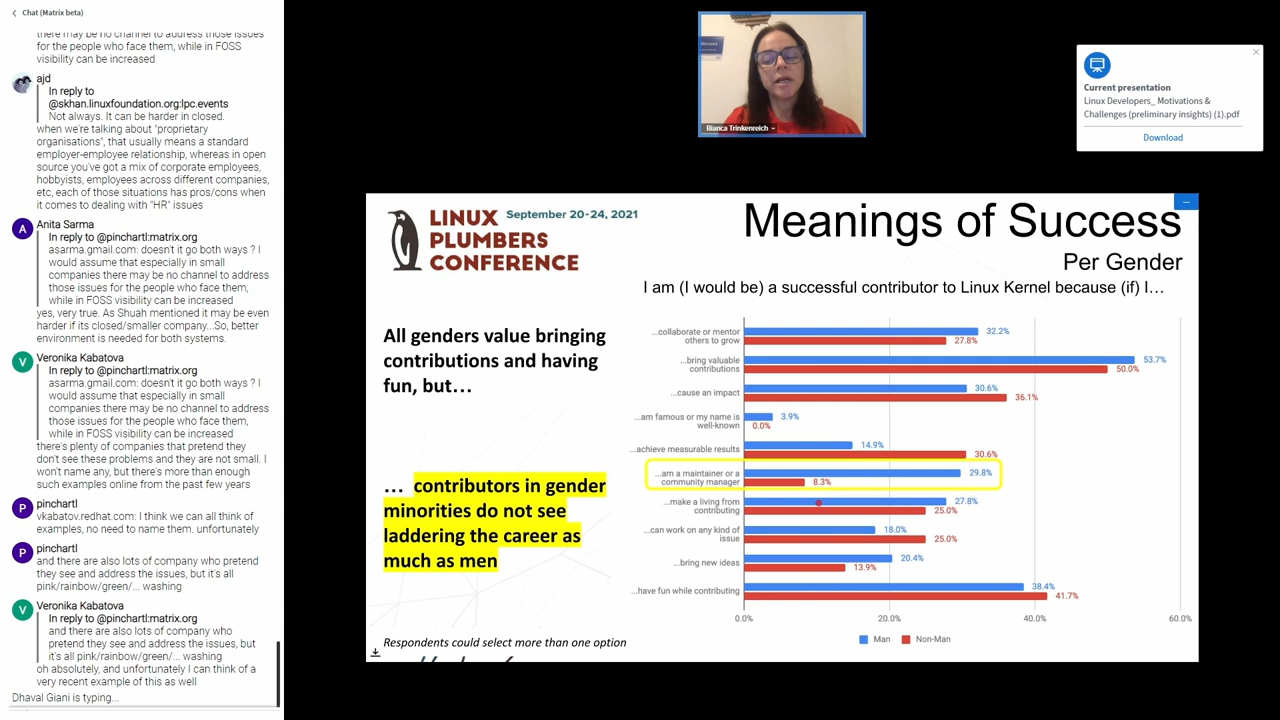 Chat (Matrix beta)
there may be no channel to address those issues
for the people who face them, while in FOSS
visibility can be increased
ajd
In reply to
@skhan.linuxfoundation.org:lpc.events
Not always. It can be harder in closed.
when we're talking about "proprietary
organisations", that usually means a standard
employer-employee relationship, whereas in open
source you've got a mix of corporate employees,
hobbyists, employees across different companies,
etc, each of those situations has pros/cons when
it comes to dealing with "HR" issues
A
Anita Sarma
In reply to @pinchartl:matrix.org
asarma.gmail.com: doesn't it go both ways ? I
would assume that especially in small
companies there may be no channel to address
those issues for the people who face them,
while in FOSS visibility can be increased
yes, very true. As Shuah mentioned it may be even
harder if its closed/smaller company...So, better
environment is needed for both systems.
V
Veronika Kabatova
In reply to @pinchartl:matrix.org
asarma.gmail.com: doesn't it go both ways ? I
would assume that especially in small
companies there may be no channel to address
those issues for the people who face them,
while in FOSS visibility can be increased
there's plenty of companies that pretend they
don't see these problems and they are not small. I
won't name any, but there's more than enough
such examples online from the past few years
P
pinchartl
vkabatov.redhat.com: I think we can all think of
examples, no need to name them. unfortunately
P
pinchartl
and there are also lots of company who pretend
they see and address the issues, but it's all
pink/rainbow/green/... washing
V
Veronika Kabatova
In reply to @pinchartl:matrix.org
and there are also lots of company who
pretend they see and address the issues, but
it's all pink/rainbow/green/... washing
oh absolutely, and unfortunately I can think of a
very recent example of this as well
Dhaval Giani is typing...
Bianca Trinkenreich
Current presentation
Linux Developers_ Motivations &
Challenges (preliminary insights) (1).pdf
Download
LINUX
PLUMBERS
CONFERENCE
September 20-24, 2021
Meanings of Success
Per Gender
I am (I would be) a successful contributor to Linux Kernel because (if) I…
All genders value bringing
contributions and having
fun, but…
… contributors in gender
minorities do not see
laddering the career as
much as men
Respondents could select more than one option
...collaborate or mentor
others to grow
32.2%
27.8%
...bring valuable
contributions
53.7%
50.0%
...cause an impact
30.6%
36.1%
...am famous or my name is
well-known
3.9%
0.0%
...achieve measurable results
14.9%
30.6%
...am a maintainer or a
community manager
29.8%
8.3%
...make a living from
contributing
27.8%
25.0%
...can work on any kind of
issue
18.0%
25.0%
...bring new ideas
20.4%
13.9%
...have fun while contributing
38.4%
41.7%
0.0%
20.0%
40.0%
60.0%
Man
Non-Man